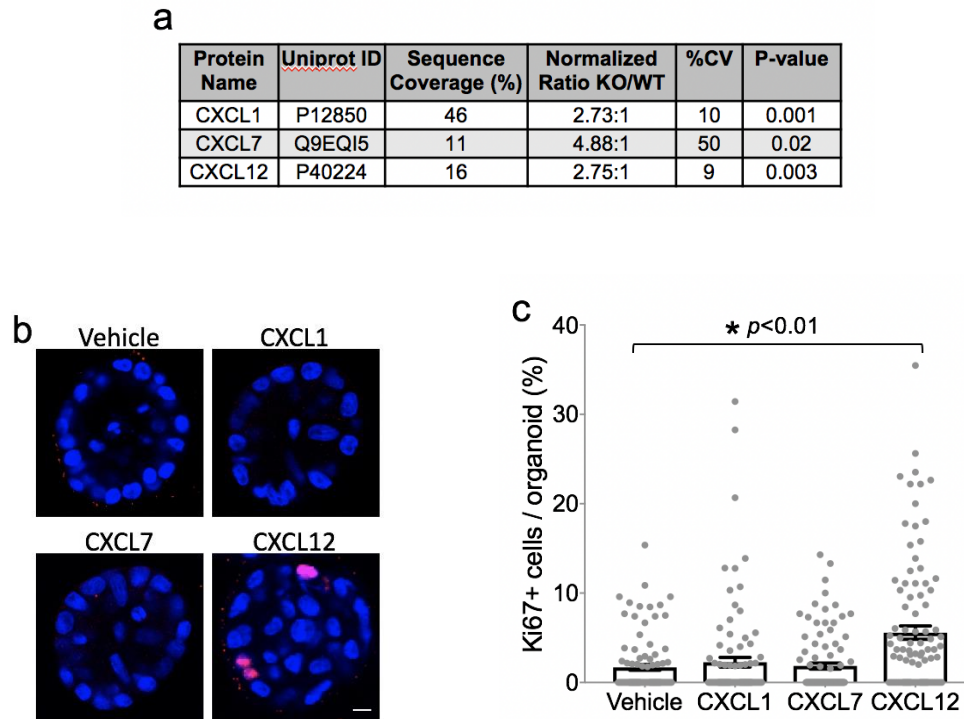 a
Protein Name Uniprot ID Sequence Coverage (%) Normalized Ratio KO/WT %CV P-value
CXCL1 P12850 46 2.73:1 10 0.001
CXCL7 Q9EQI5 11 4.88:1 50 0.02
CXCL12 P40224 16 2.75:1 9 0.003
b
Vehicle CXCL1
CXCL7 CXCL12
c
Ki67+ cells / organoid (%)
40
30
20
10
0
* p<0.01
Vehicle CXCL1 CXCL7 CXCL12